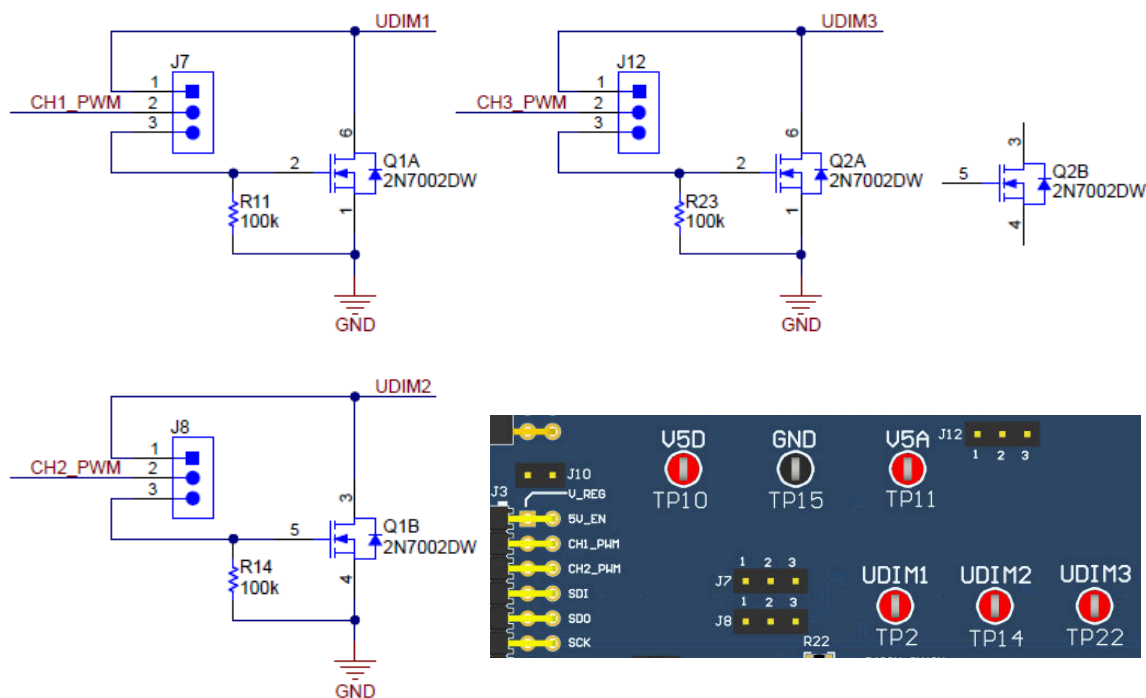 UDIM1
J7
1
CH1_PWM 2
3
6
2
Q1A
2N7002DW
R11
100k
1
GND
UDIM3
J12
1
CH3_PWM 2
3
6
2
Q2A
2N7002DW
R23
100k
1
GND
3
5
Q2B
2N7002DW
4
UDIM2
J8
1
CH2_PWM 2
3
3
5
Q1B
2N7002DW
R14
100k
4
GND
V5D GND V5A J12
1 2 3
TP10 TP15 TP11
J10
J3 V_REG
5V_EN
CH1_PWM
CH2_PWM
SDI
SDO
SCK
1 2 3
J7
1 2 3
J8
R22
UDIM1 UDIM2 UDIM3
TP2 TP14 TP22